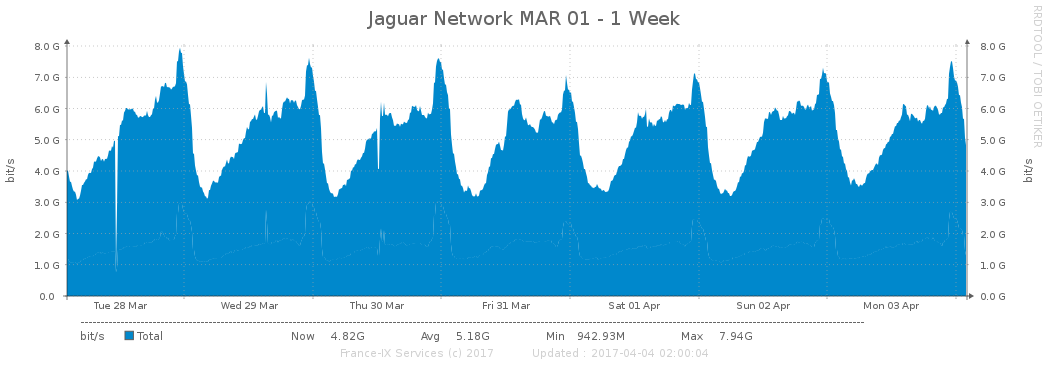 Jaguar Network MAR 01 - 1 Week
RRDTOOL / TOBI OETIKER
bit/s
8.0 G
7.0 G
6.0 G
5.0 G
4.0 G
3.0 G
2.0 G
1.0 G
0.0
8.0 G
7.0 G
6.0 G
5.0 G
4.0 G
3.0 G
2.0 G
1.0 G
0.0 G
bit/s
Tue 28 Mar Wed 29 Mar Thu 30 Mar Fri 31 Mar Sat 01 Apr Sun 02 Apr Mon 03 Apr
bit/s Total Now 4.82G Avg 5.18G Min 942.93M Max 7.94G
France-IX Services (c) 2017 Updated : 2017-04-04 02:00:04